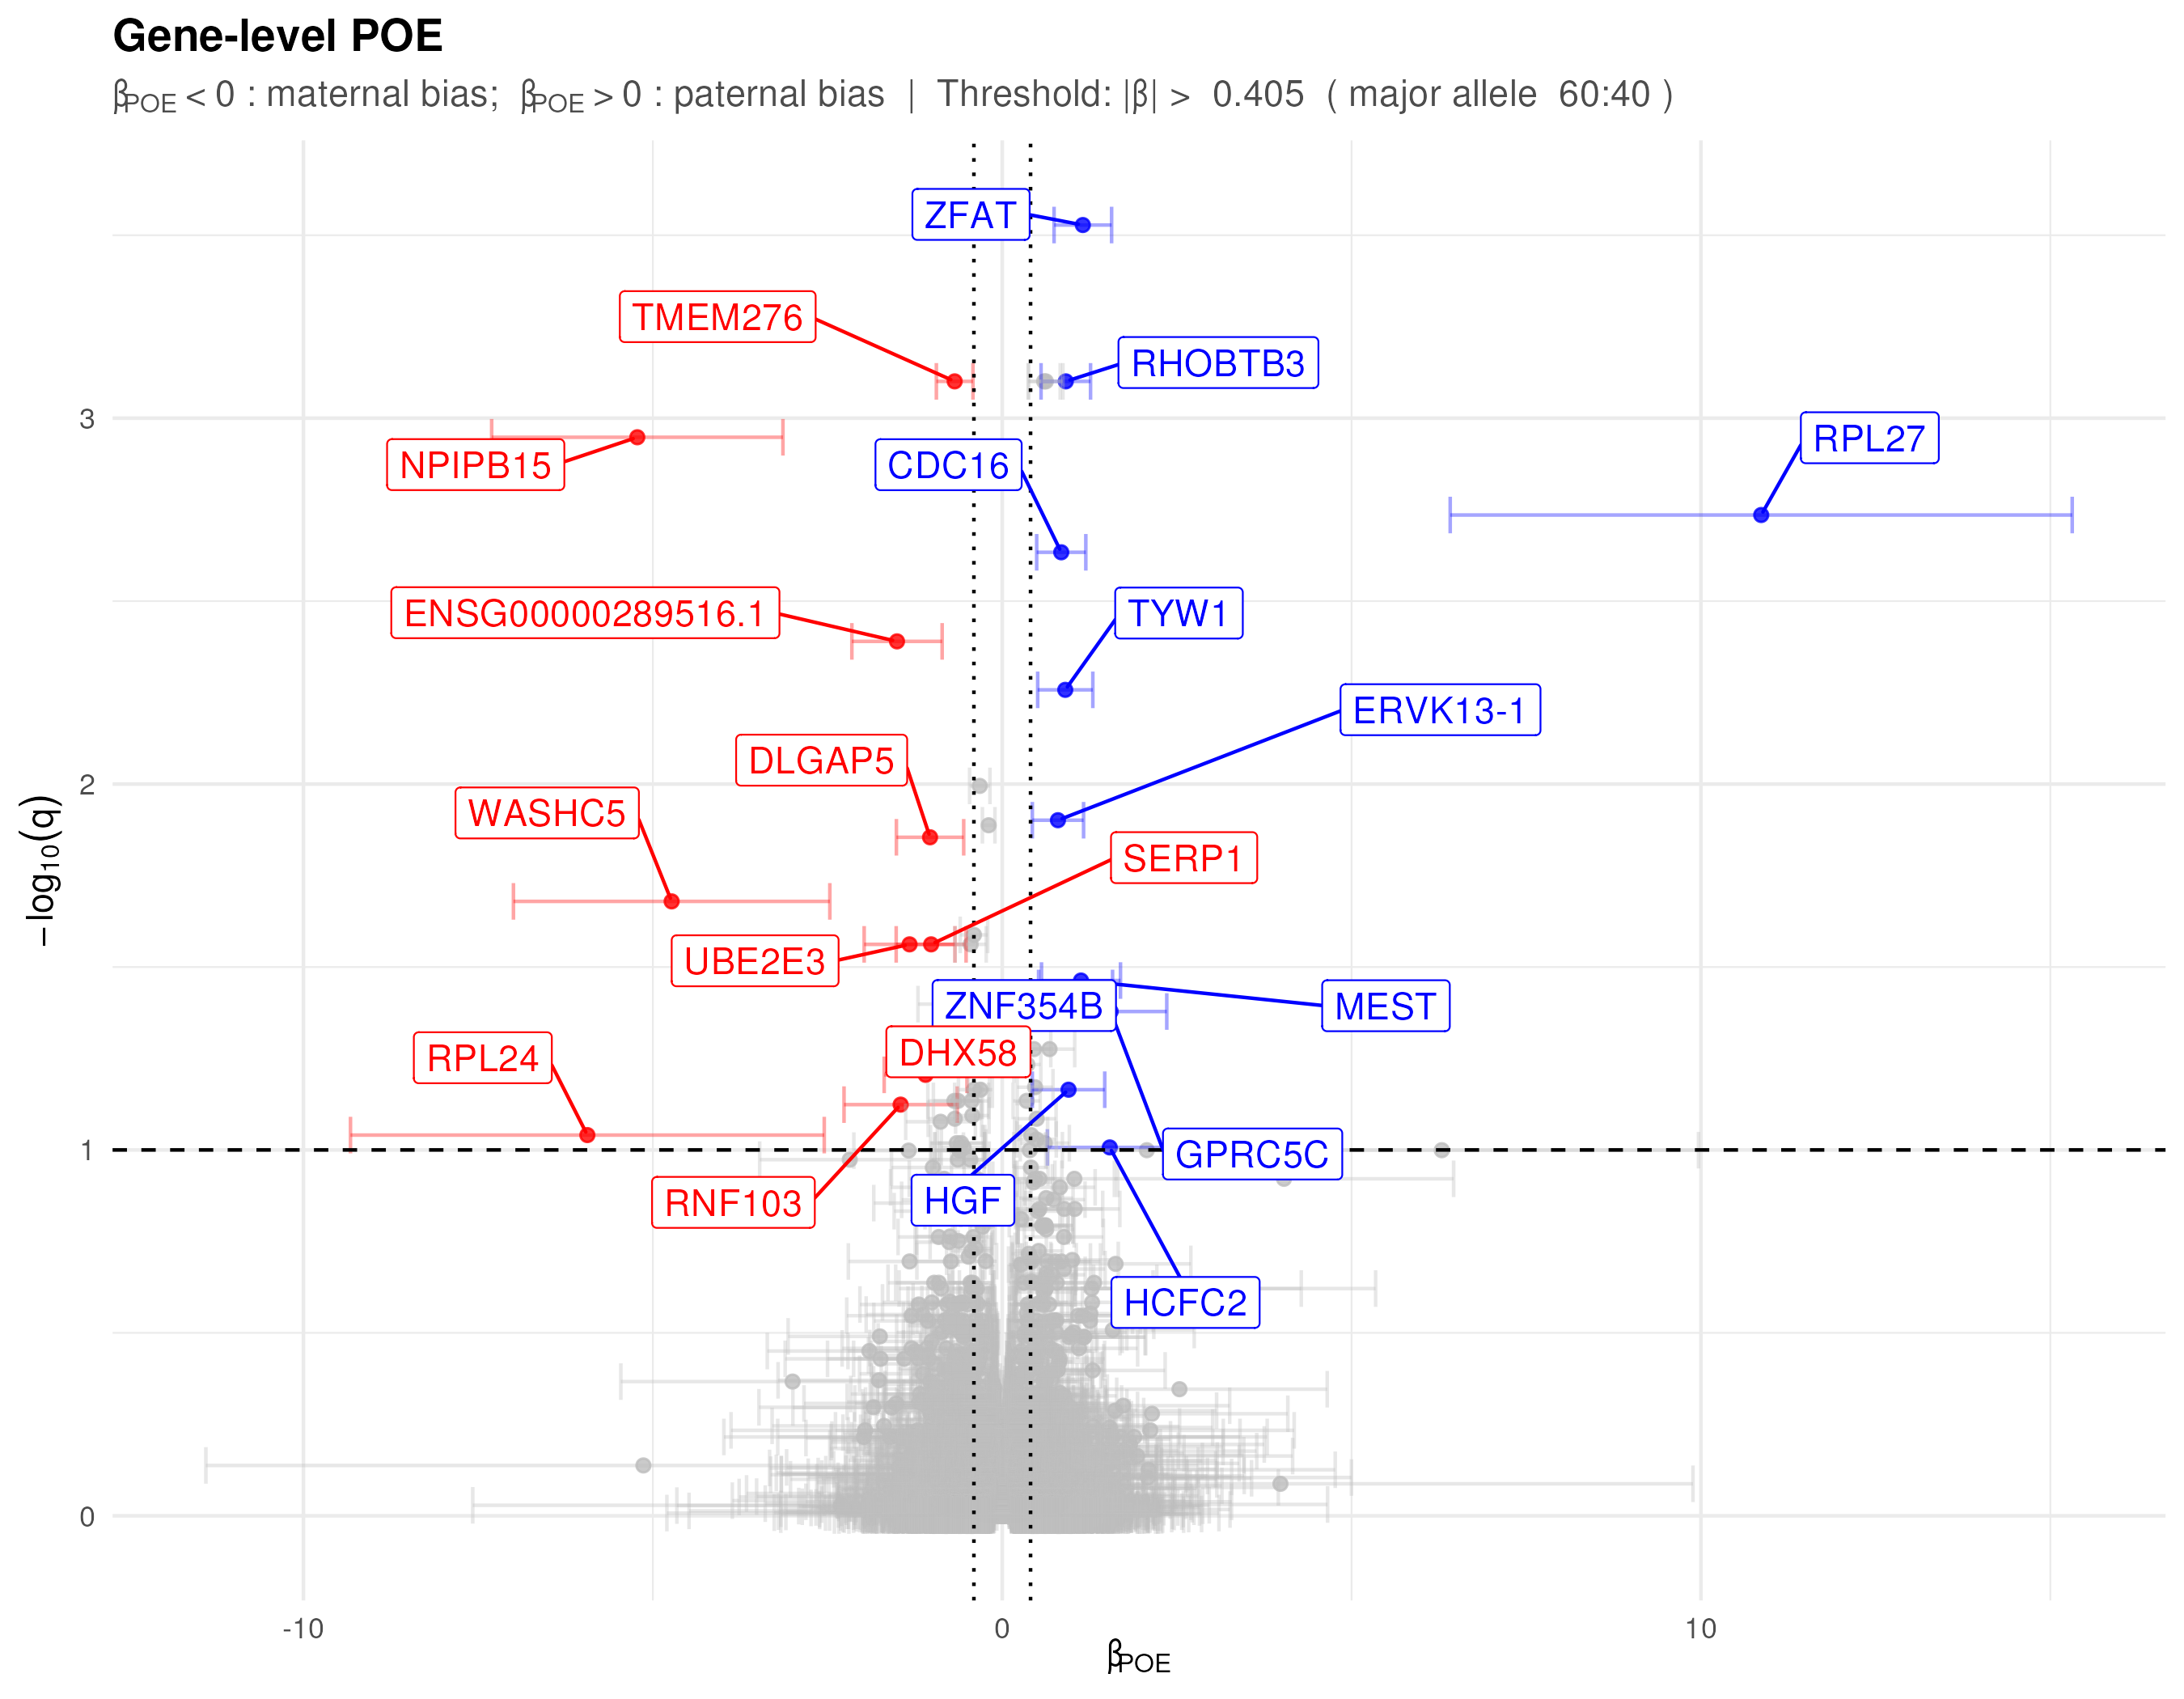 Gene-level POE
βPOE < 0 : maternal bias; βPOE > 0 : paternal bias | Threshold: |β| > 0.405 ( major allele 60:40 )
ZFAT
TMEM276
RHOBTB3
NPIPB15
CDC16
RPL27
ENSG00000289516.1
TYW1
ERVK13-1
DLGAP5
WASHC5
SERP1
UBE2E3
ZNF354B
MEST
DHX58
RPL24
GPRC5C
RNF103
HGF
HCFC2
3
2
1
0
−log10(q)
-10
0
10
βPOE